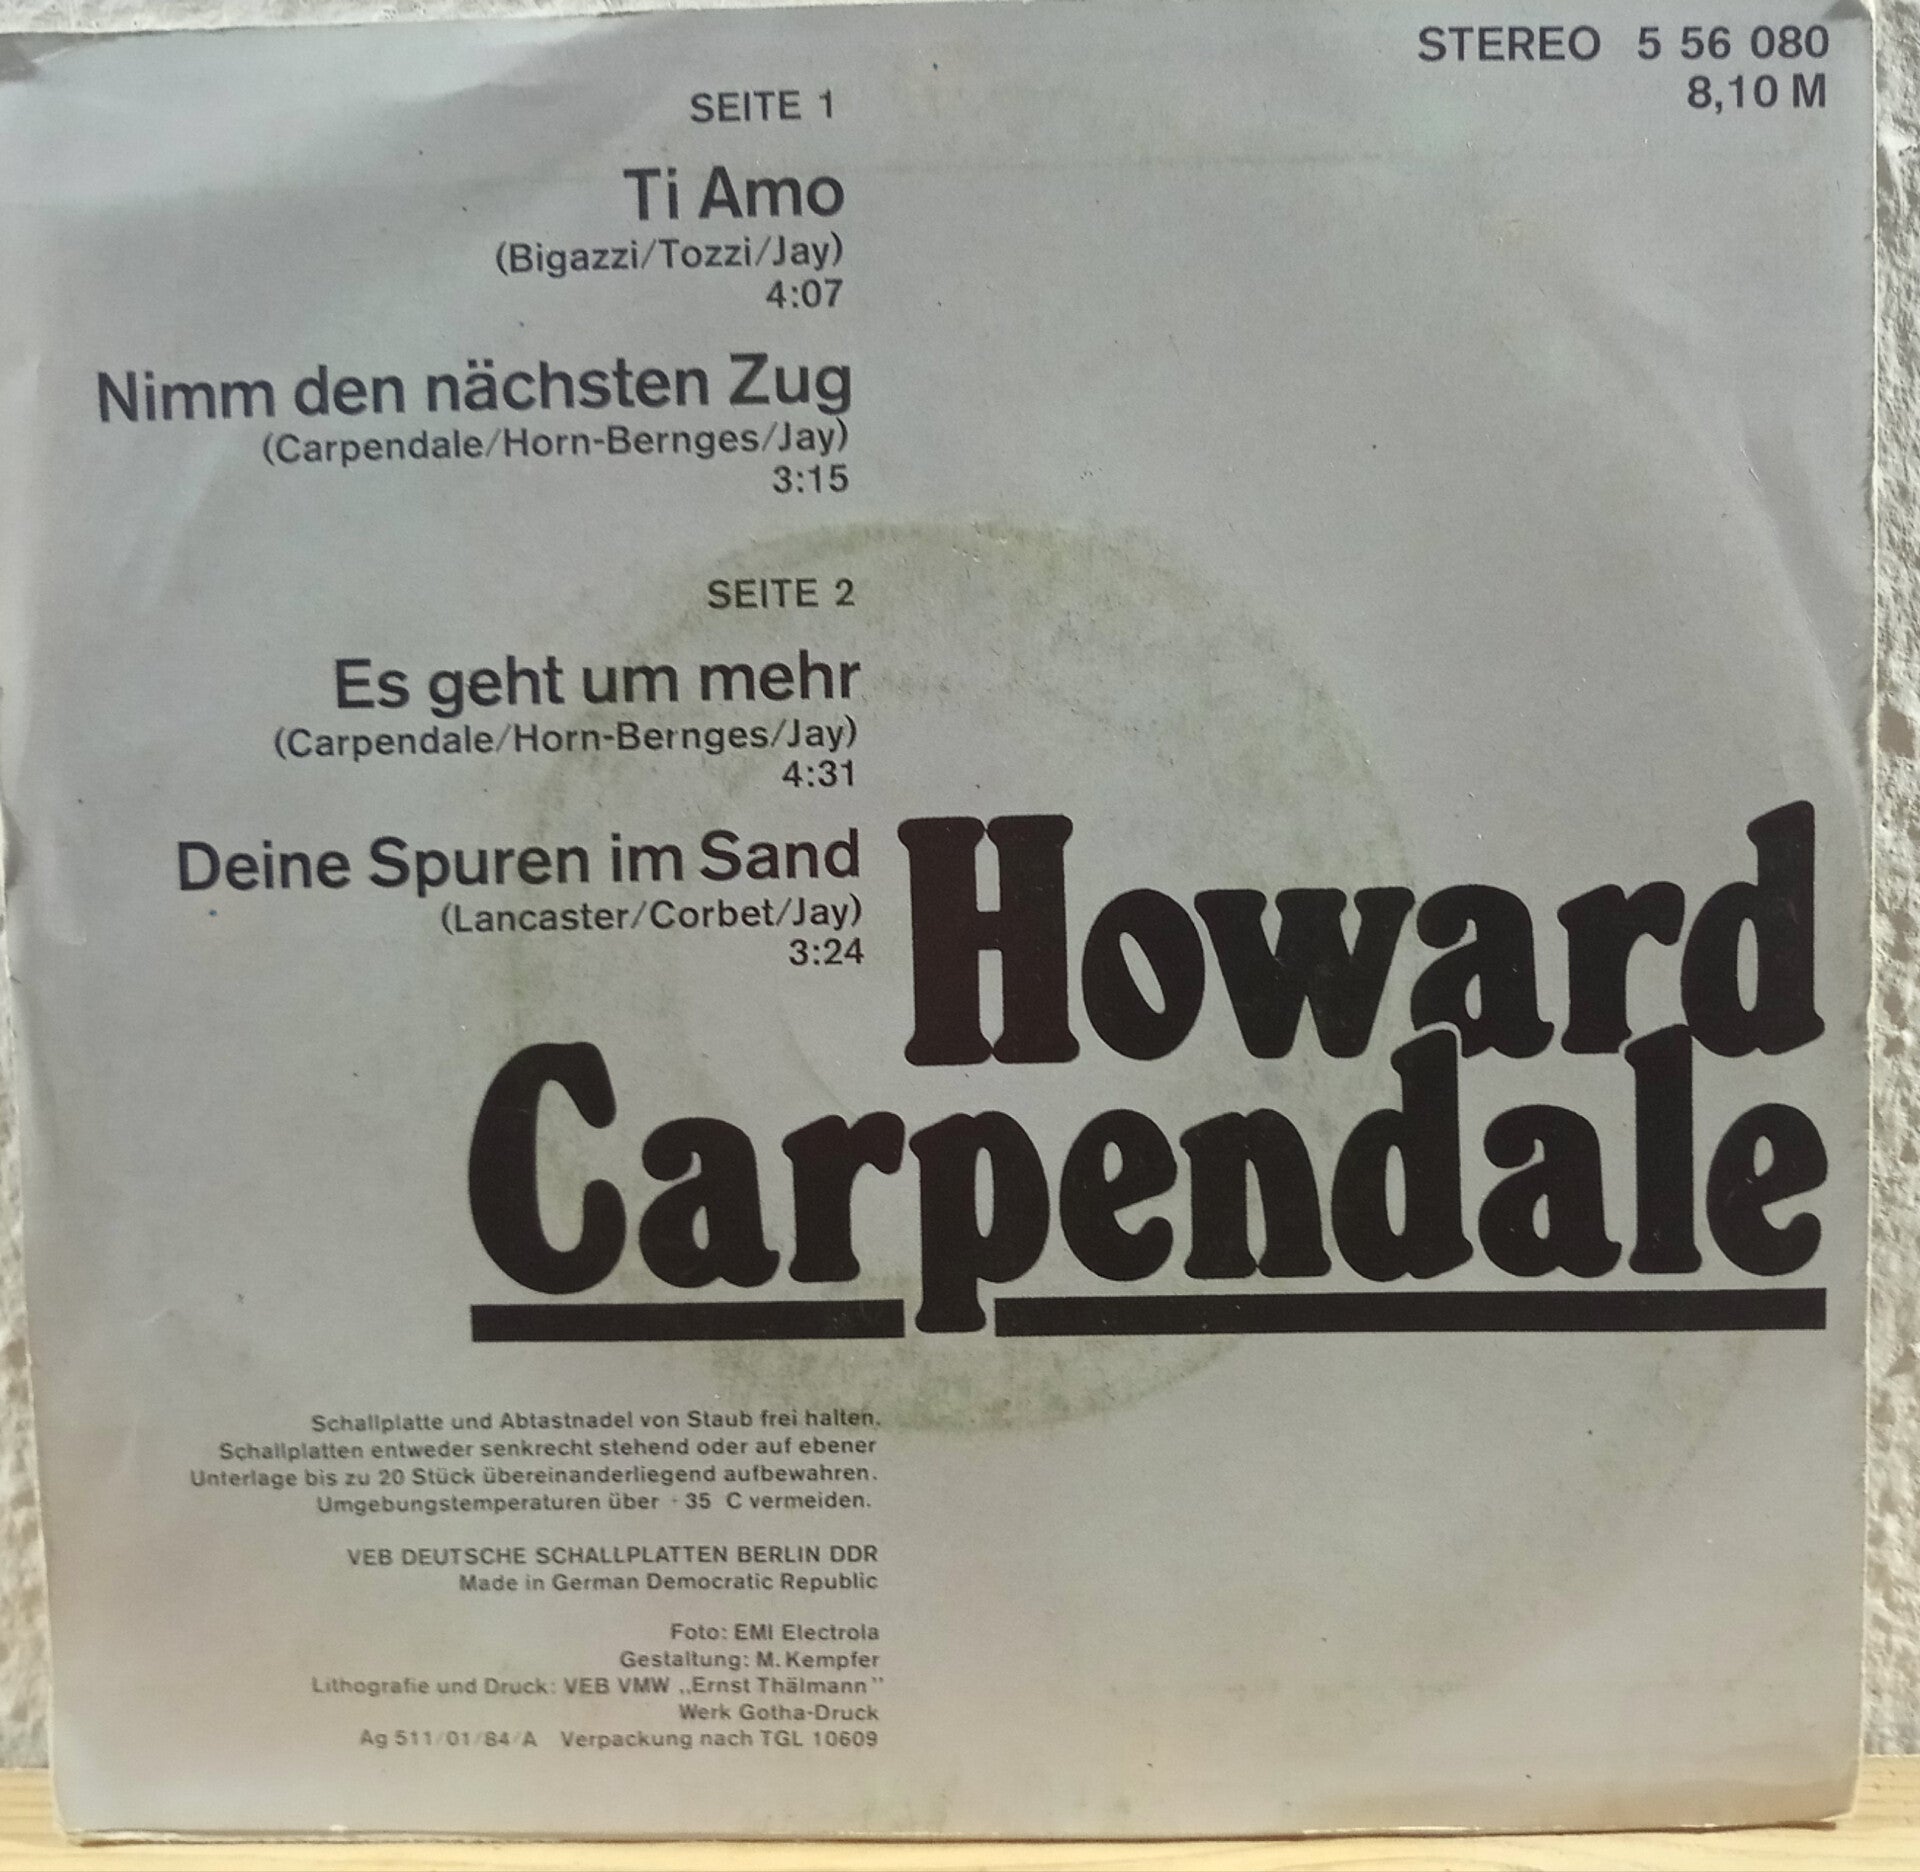 STEREO 5 56 080
8,10 M
SEITE 1
Ti Amo
(Bigazzi/Tozzi/Jay)
4:07
Nimm den nächsten Zug
(Carpendale/Horn-Bernges/Jay)
3:15
SEITE 2
Es geht um mehr
(Carpendale/Horn-Bernges/Jay)
4:31
Deine Spuren im Sand
(Lancaster/Corbet/Jay)
3:24
Howard
Carpendale
Schallplatte und Abtastnadel von Staub frei halten.
Schallplatten entweder senkrecht stehend oder auf ebener
Unterlage bis zu 20 Stück übereinanderliegend aufbewahren.
Umgebungstemperaturen über + 35 °C vermeiden.
VEB DEUTSCHE SCHALLPLATTEN BERLIN DDR
Made in German Democratic Republic
Foto: EMI Electrola
Gestaltung: M. Kempfer
Lithografie und Druck: VEB VMW „Ernst Thälmann”
Werk Gotha-Druck
Ag 511/01/84/A Verpackung nach TGL 10609